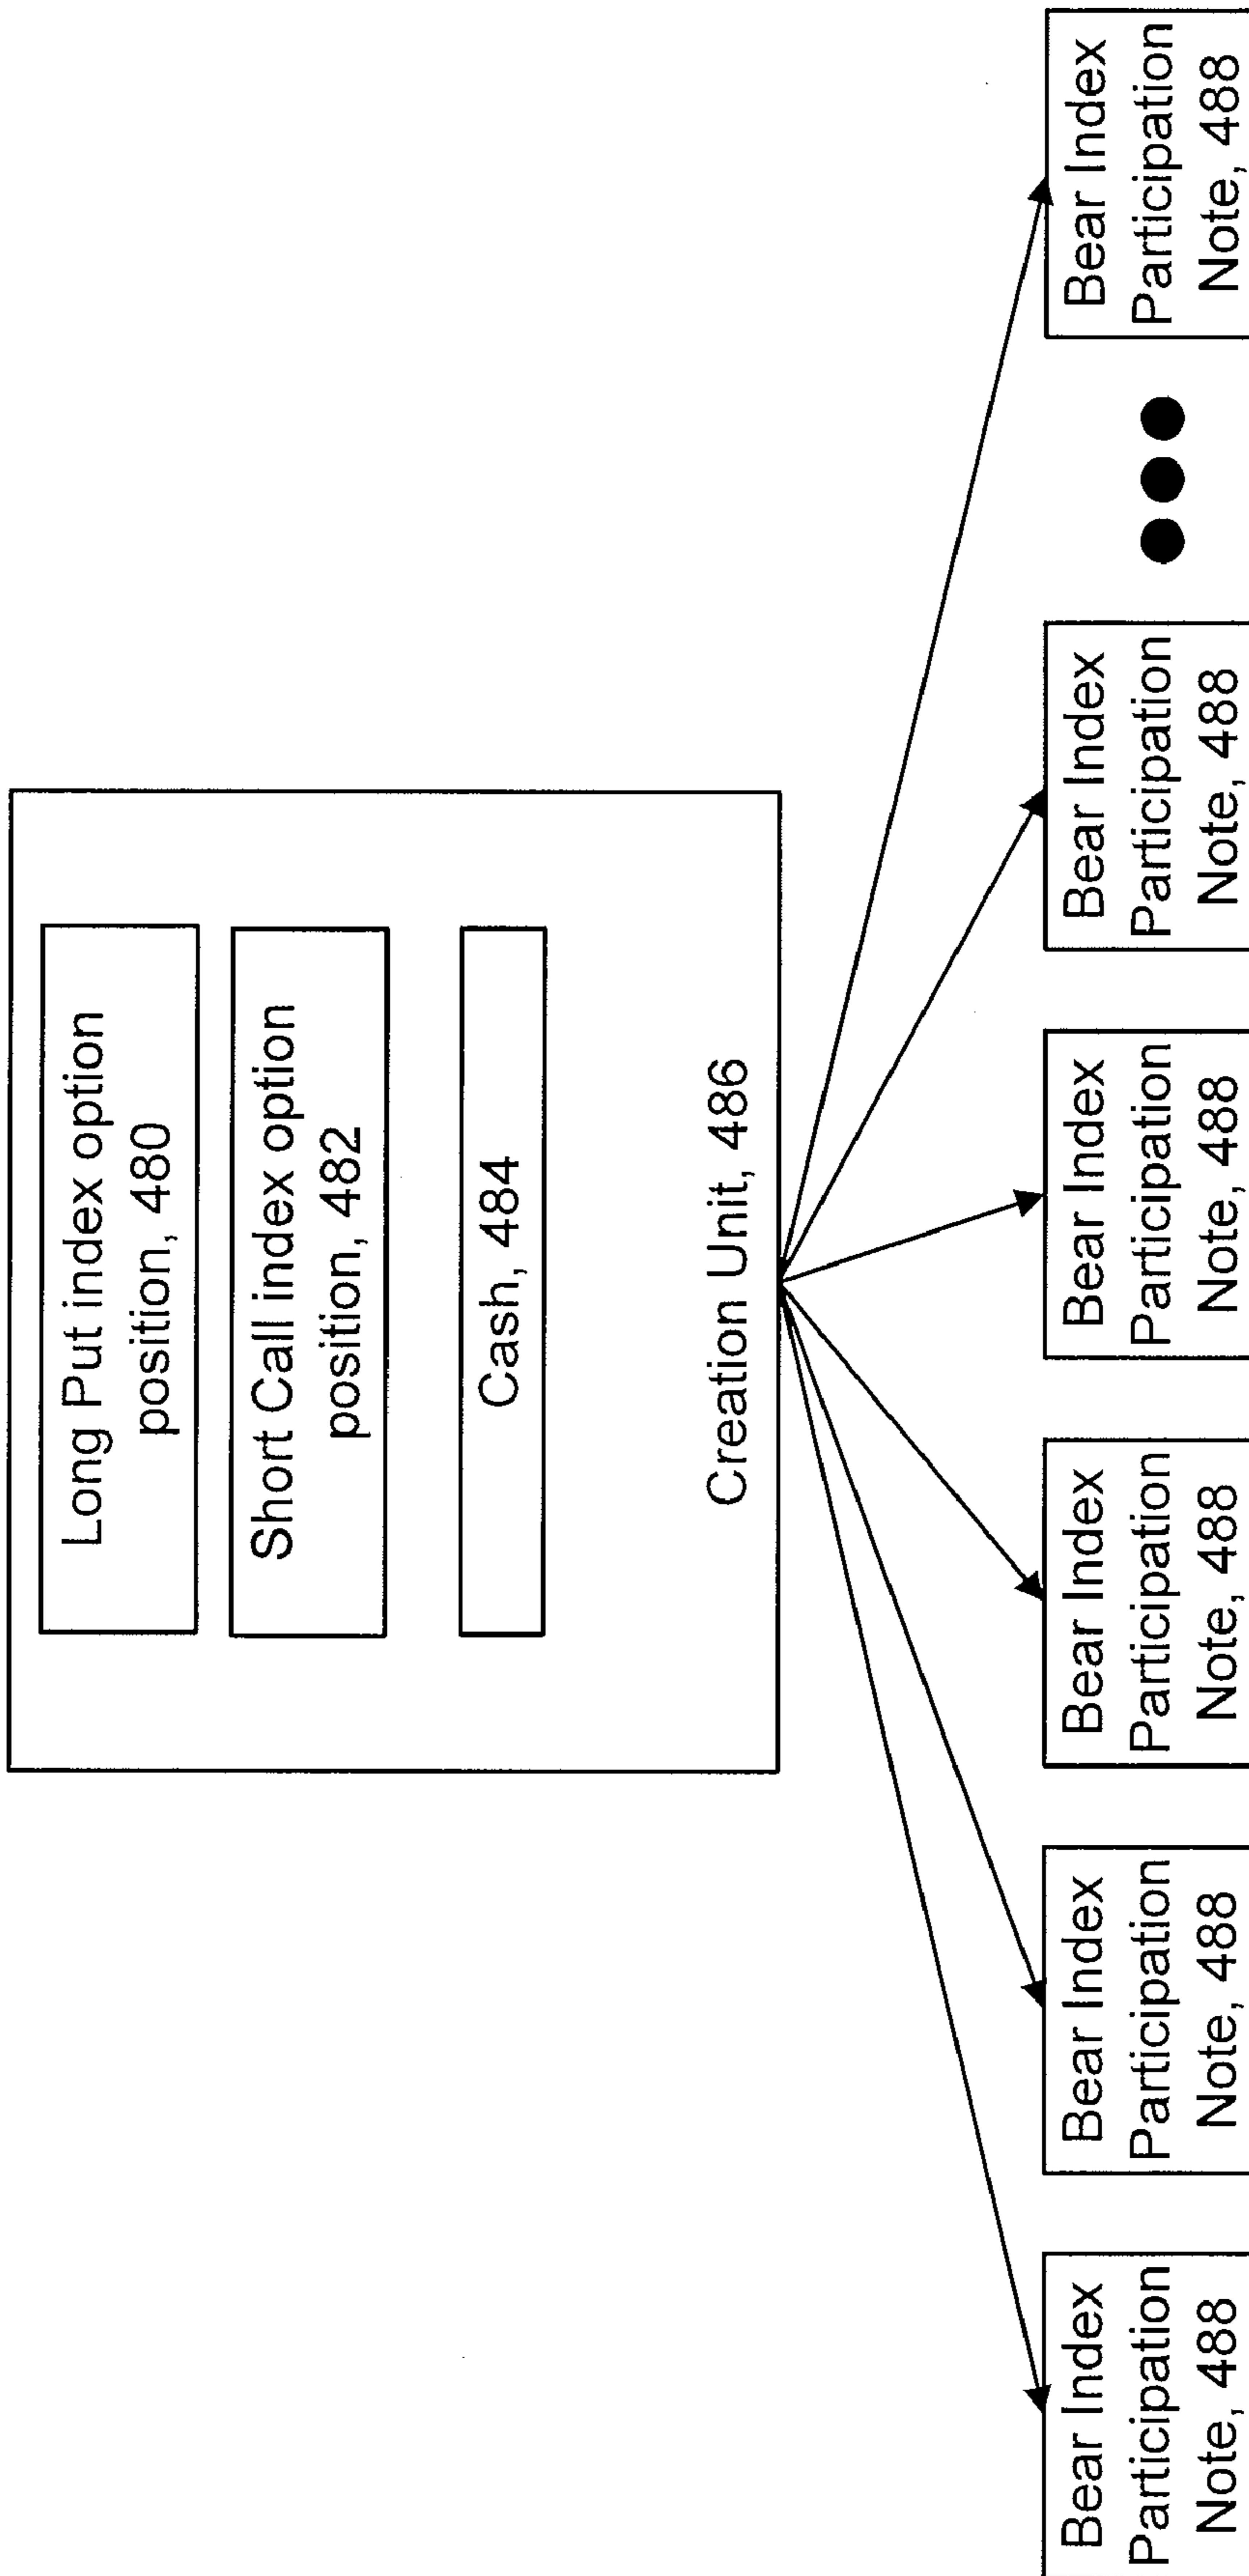 Long Put index option
position, 480
Short Call index option
position, 482
Cash, 484
Creation Unit, 486
Bear Index
Participation
Note, 488
Bear Index
Participation
Note, 488
Bear Index
Participation
Note, 488
Bear Index
Participation
Note, 488
Bear Index
Participation
Note, 488
Bear Index
Participation
Note, 488